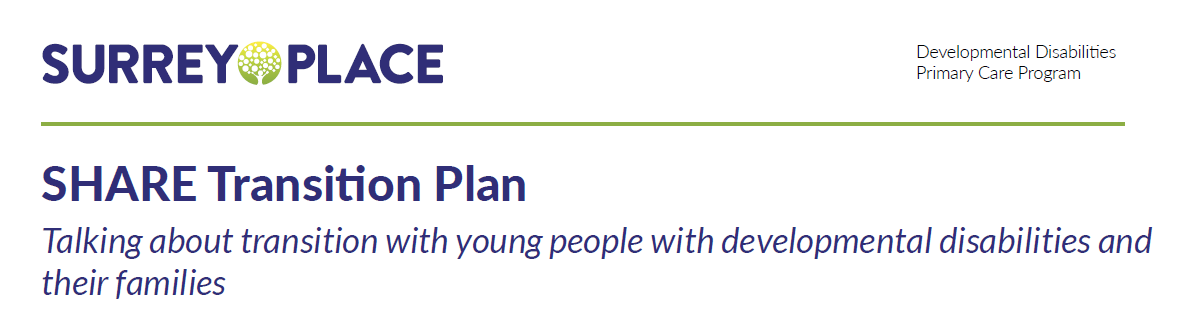 SURREY PLACE
Developmental Disabilities
Primary Care Program
SHARE Transition Plan
Talking about transition with young people with developmental disabilities and
their families